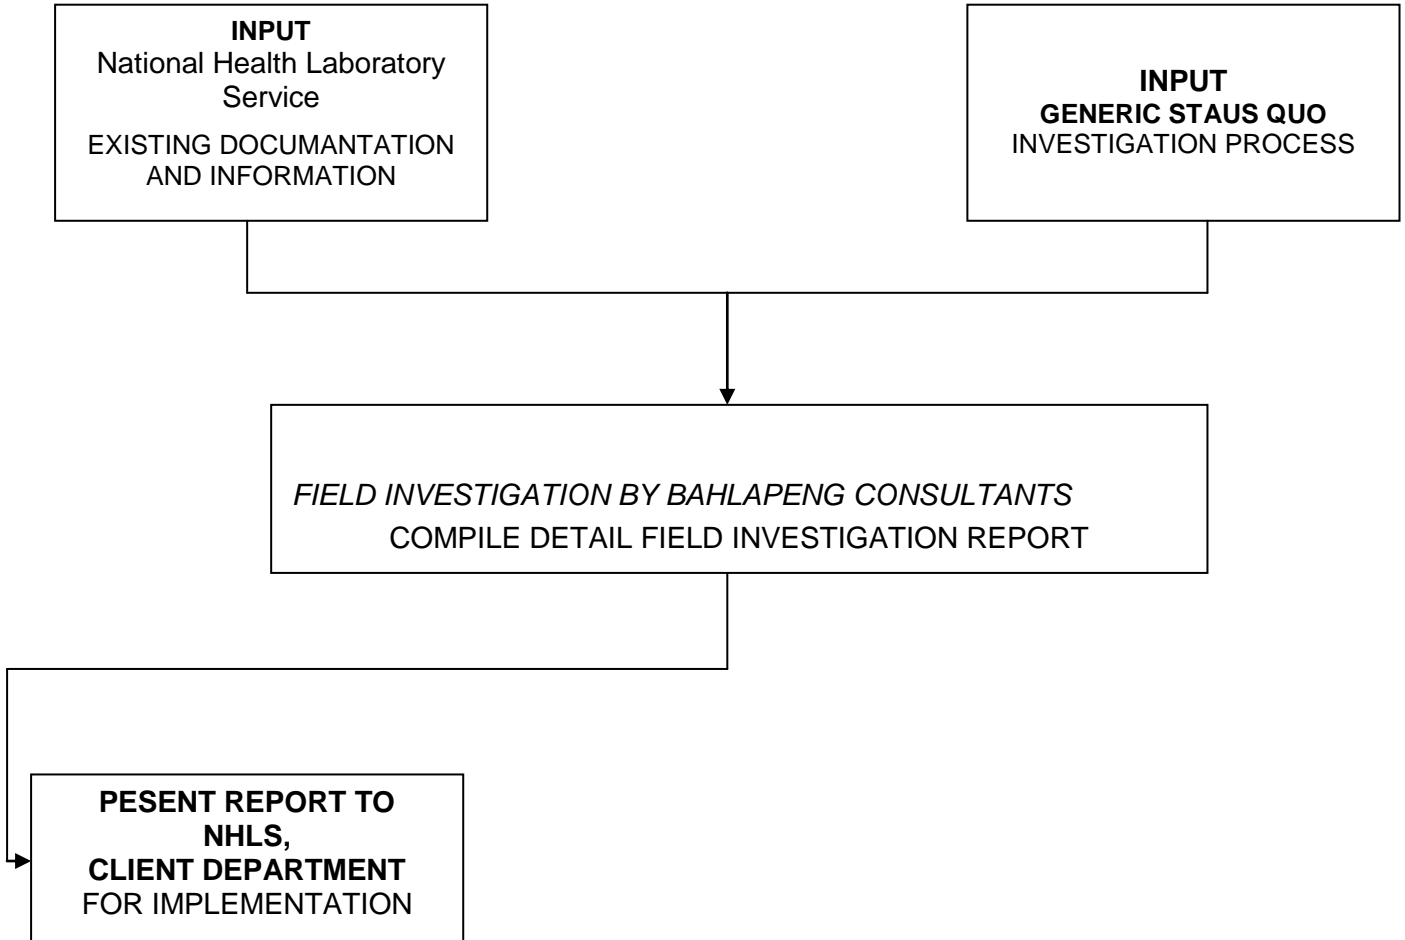 INPUT
National Health Laboratory
Service
EXISTING DOCUMANTATION
AND INFORMATION
INPUT
GENERIC STAUS QUO
INVESTIGATION PROCESS
FIELD INVESTIGATION BY BAHLAPENG CONSULTANTS
COMPILE DETAIL FIELD INVESTIGATION REPORT
PESENT REPORT TO
NHLS,
CLIENT DEPARTMENT
FOR IMPLEMENTATION